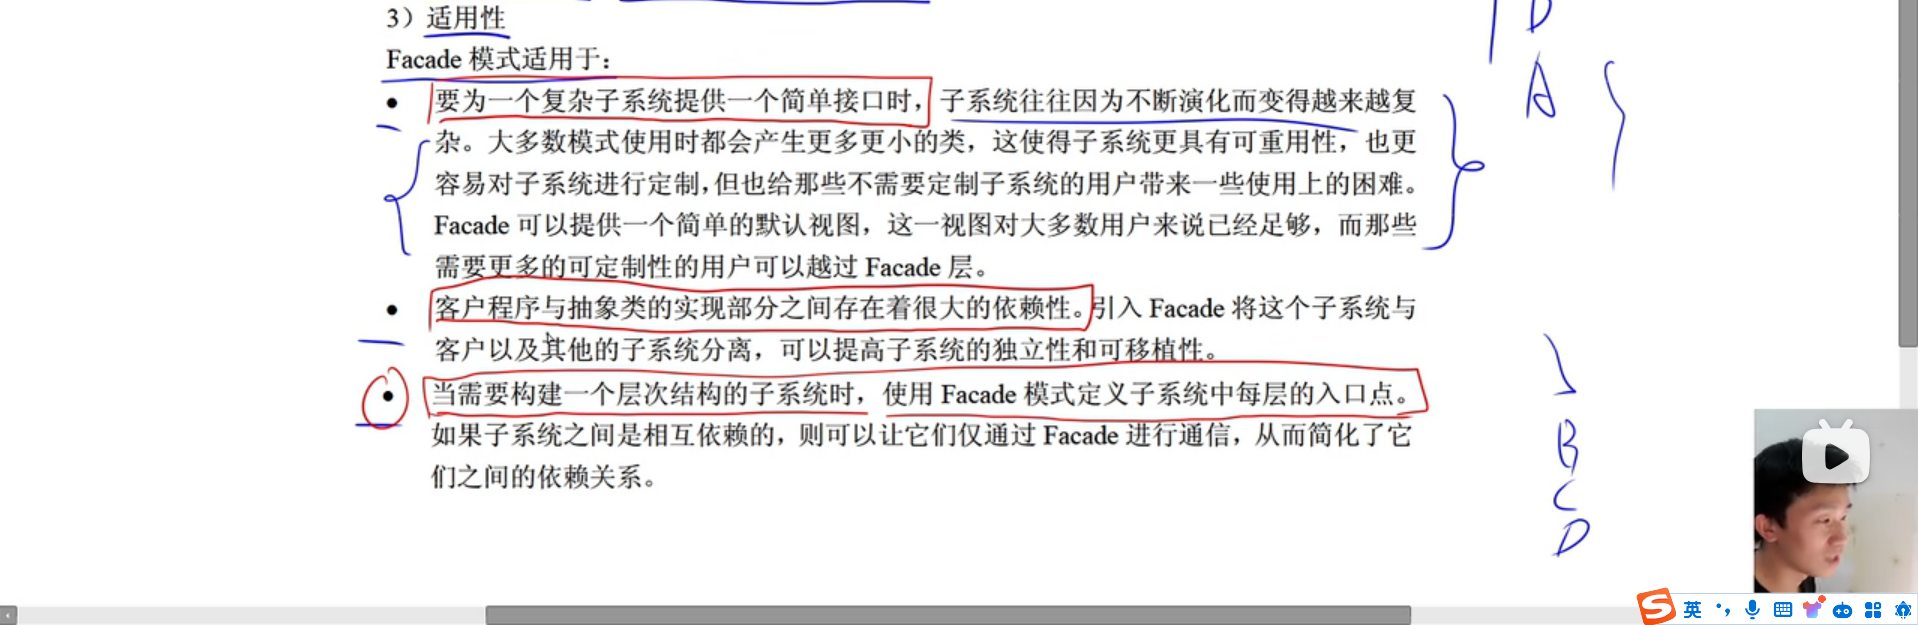 3）适用性
Facade 模式适用于：
● 要为一个复杂子系统提供一个简单接口时，子系统往往因为不断演化而变得越来越复
杂。大多数模式使用时都会产生更多更小的类，这使得子系统更具有可重用性，也更
容易对子系统进行定制，但也给那些不需要定制子系统的用户带来一些使用上的困难。
Facade 可以提供一个简单的默认视图，这一视图对大多数用户来说已经足够，而那些
需要更多的可定制性的用户可以越过 Facade 层。
● 客户程序与抽象类的实现部分之间存在着很大的依赖性。引入 Facade 将这个子系统与
客户以及其他的子系统分离，可以提高子系统的独立性和可移植性。
● 当需要构建一个层次结构的子系统时，使用 Facade 模式定义子系统中每层的入口点。
如果子系统之间是相互依赖的，则可以让它们仅通过 Facade 进行通信，从而简化了它
们之间的依赖关系。
D
A
B
C
D
英